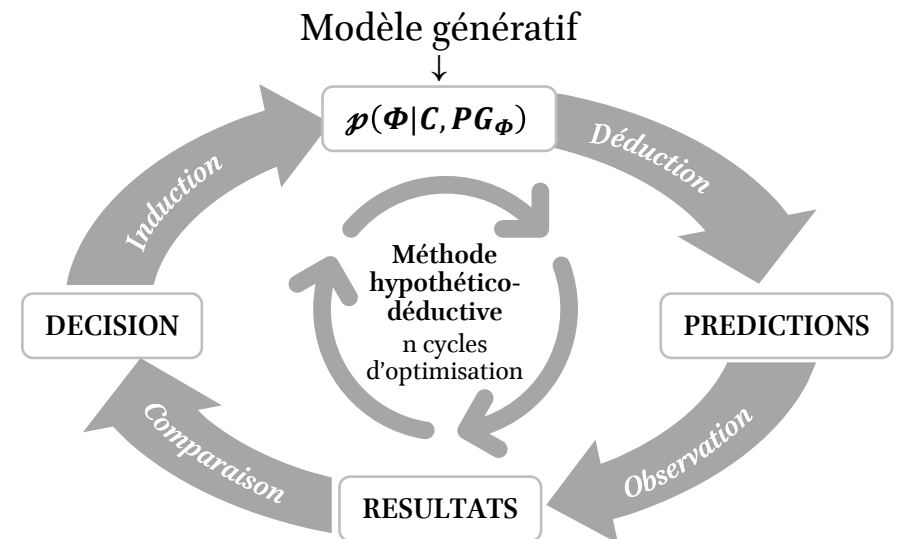 Modèle génératif
↓
𝓅(Φ|C, PG_Φ)
Déduction
Induction
Méthode
hypothético-
déductive
n cycles
d'optimisation
DECISION
PREDICTIONS
Comparaison
Observation
RESULTATS